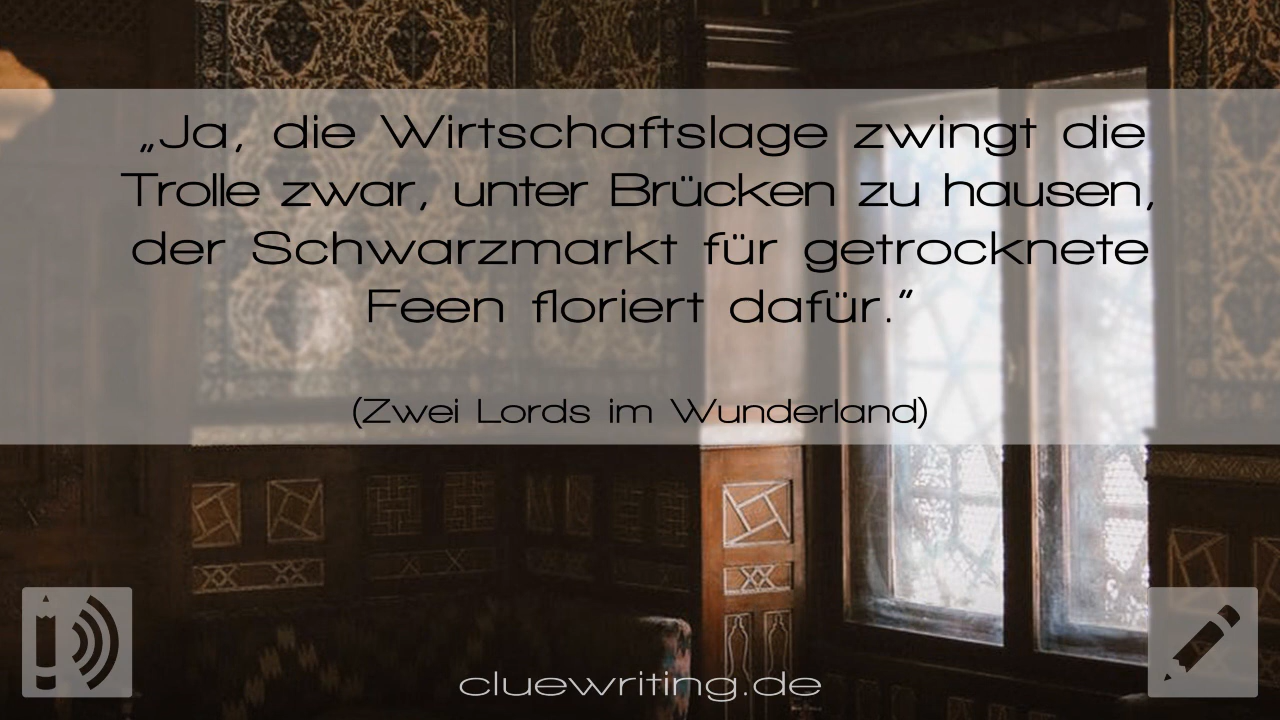 „Ja, die Wirtschaftslage zwingt die
Trolle zwar, unter Brücken zu hausen,
der Schwarzmarkt für getrocknete
Feen floriert dafür.“
(Zwei Lords im Wunderland)
cluewriting.de